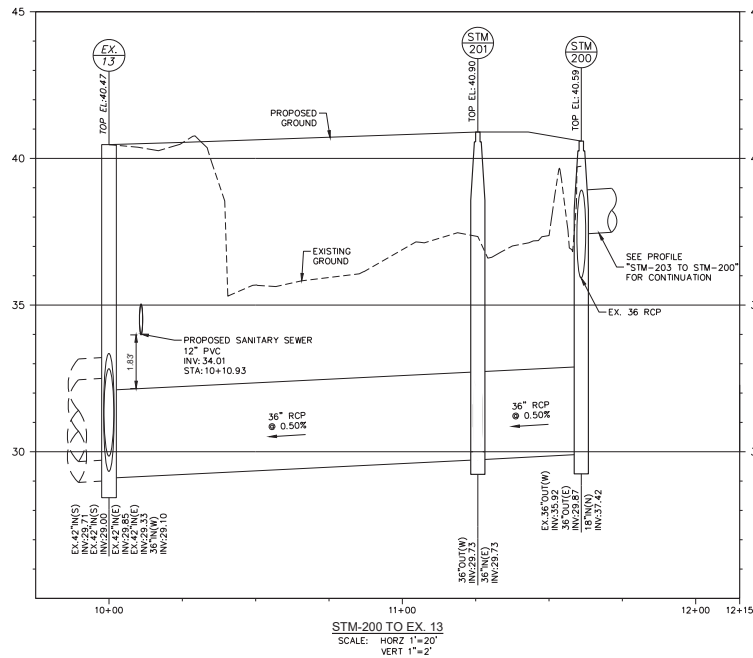 45
4
EX.
13
TOP EL:40.47
STM
201
TOP EL:40.90
STM
200
TOP EL:40.59
PROPOSED
GROUND
40
4
EXISTING
GROUND
SEE PROFILE
"STM-203 TO STM-200"
FOR CONTINUATION
EX. 36 RCP
35
3
PROPOSED SANITARY SEWER
12" PVC
INV: 34.01
STA: 10+10.93
1.83'
36" RCP
@ 0.50%
36" RCP
@ 0.50%
30
3
EX.42"IN(S)
INV:29.71
EX.42"IN(S)
INV:29.00
EX.42"IN(E)
INV:29.85
EX.42"IN(E)
INV:29.33
36"IN(W)
INV:29.10
36"OUT(W)
INV:29.73
36"IN(E)
INV:29.73
EX.36"OUT(W)
INV:35.92
36"OUT(E)
INV:29.87
18"IN(N)
INV:37.42
10+00
11+00
12+00
12+15
STM-200 TO EX. 13
SCALE: HORZ 1'=20'
VERT 1"=2'